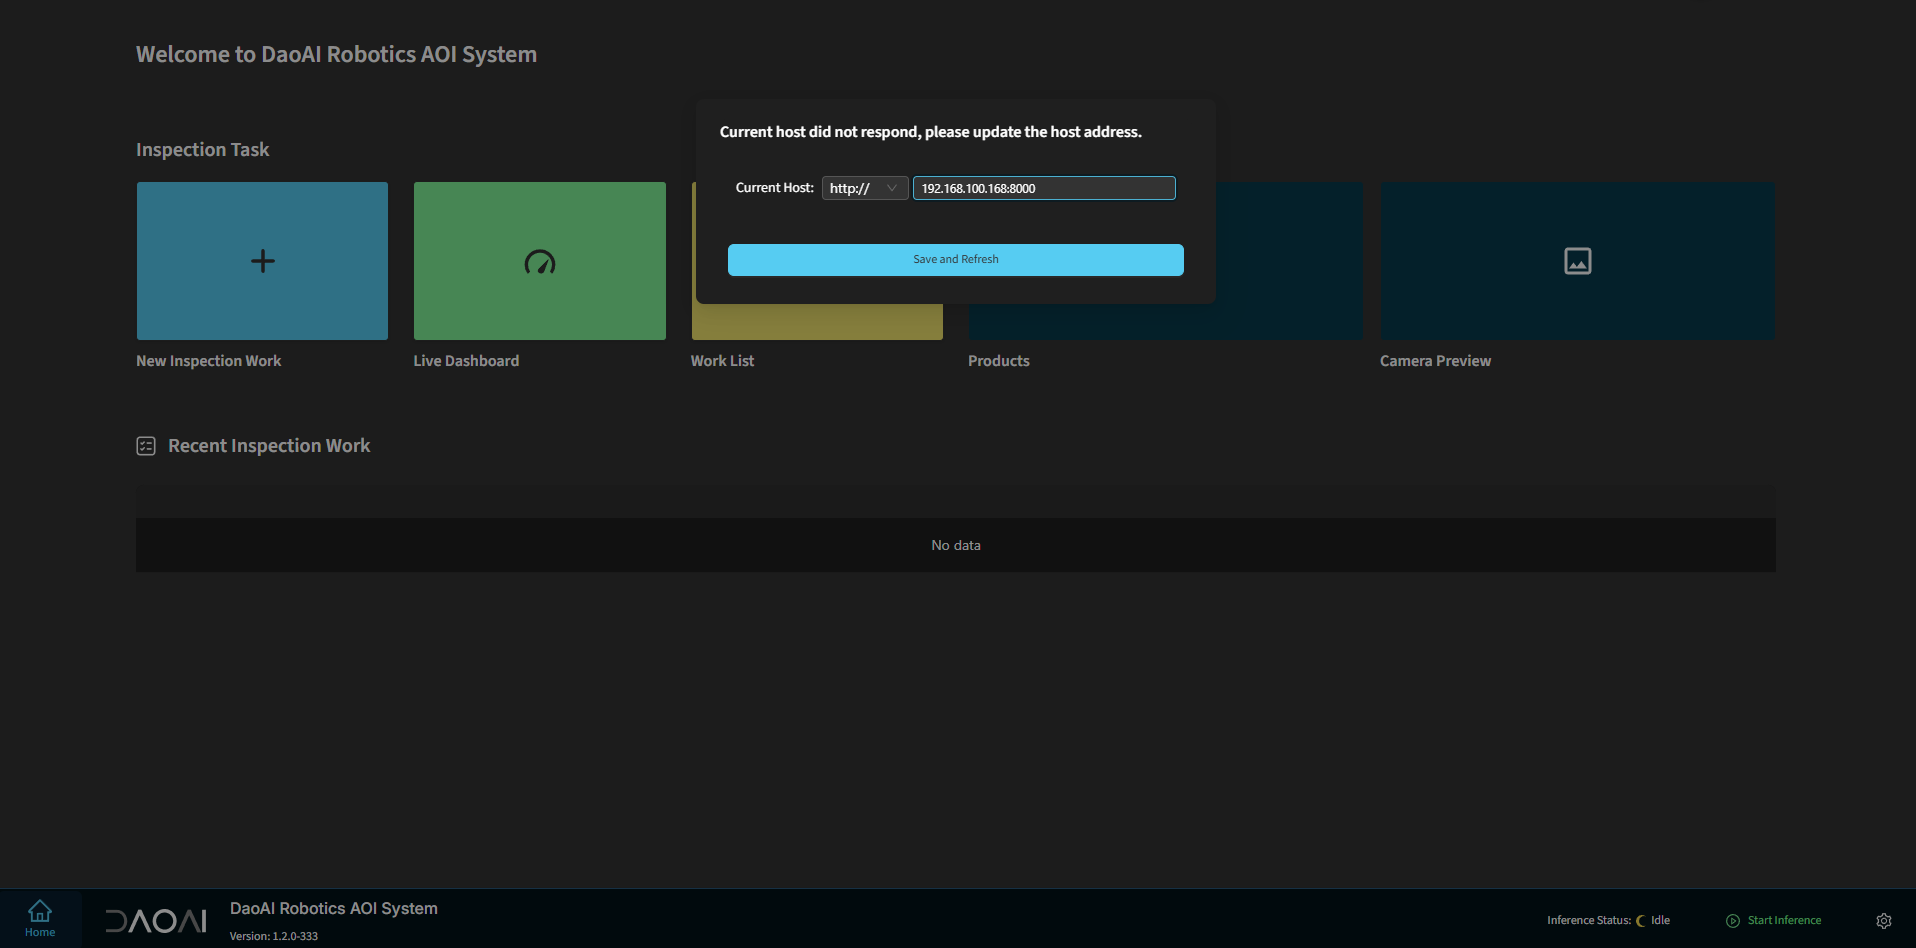 Welcome to DaoAI Robotics AOI System
Current host did not respond, please update the host address.
Current Host: http:// 192.168.100.168:8000
Save and Refresh
Inspection Task
New Inspection Work
Live Dashboard
Work List
Products
Camera Preview
Recent Inspection Work
No data
Home
DAOAI
DaoAI Robotics AOI System
Version: 1.2.0-333
Inference Status: Idle
Start Inference